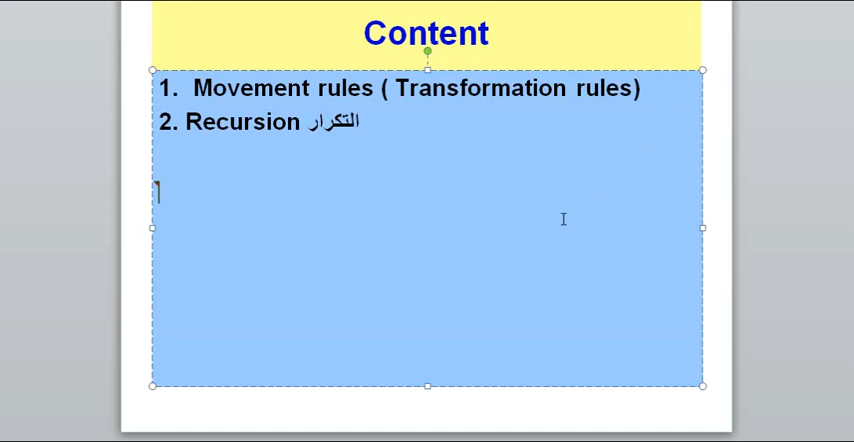 Content
1. Movement rules ( Transformation rules)
2. Recursion التكرار